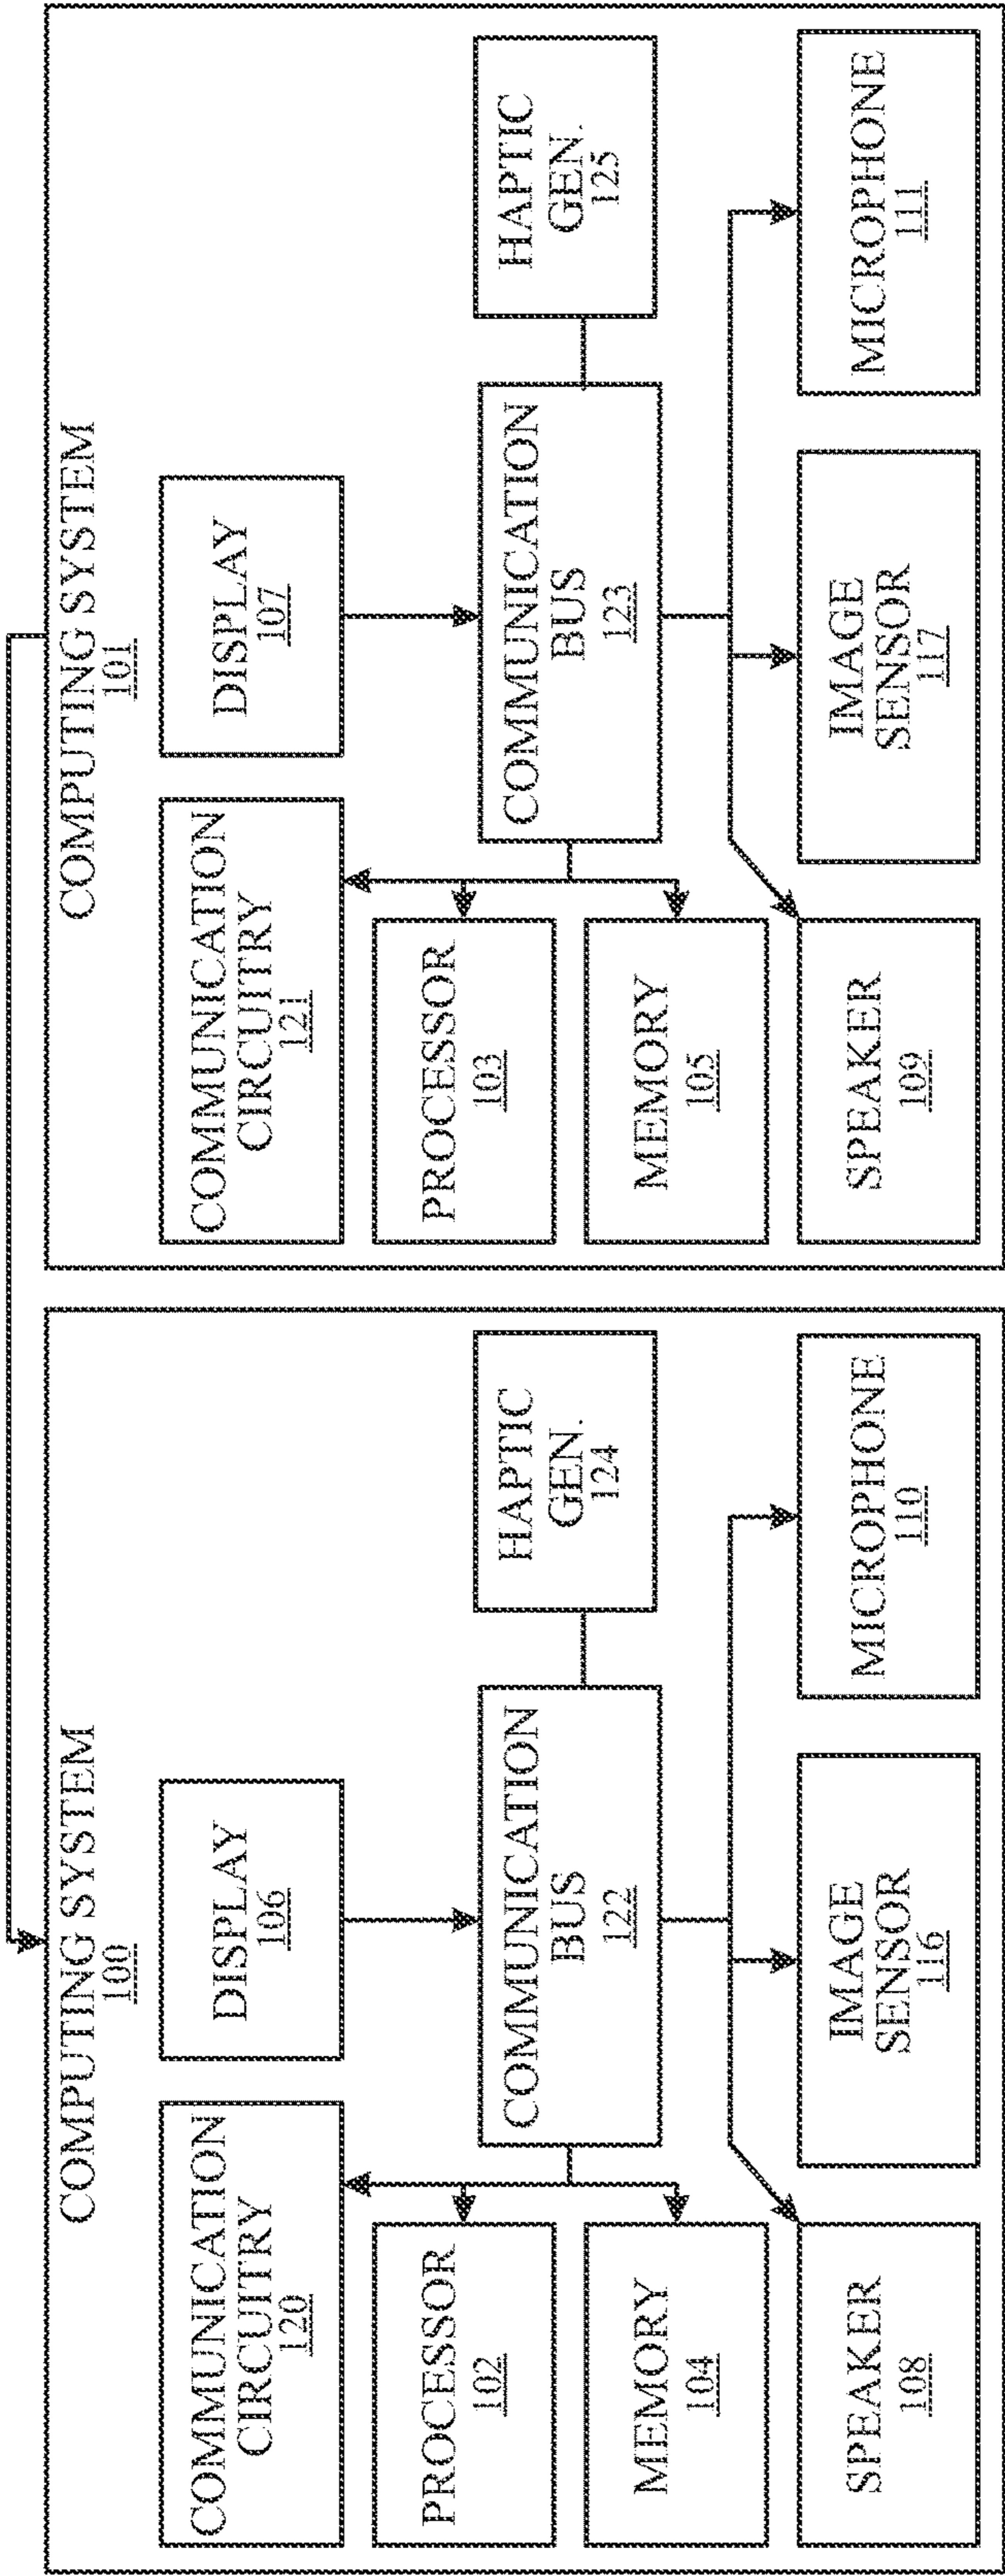 COMPUTING SYSTEM
100
COMMUNICATION
CIRCUITRY
120
DISPLAY
106
PROCESSOR
102
COMMUNICATION
BUS
122
HAPTIC
GEN.
124
MEMORY
104
SPEAKER
108
IMAGE
SENSOR
116
MICROPHONE
110
COMPUTING SYSTEM
101
COMMUNICATION
CIRCUITRY
121
DISPLAY
107
PROCESSOR
103
COMMUNICATION
BUS
123
HAPTIC
GEN.
125
MEMORY
105
SPEAKER
109
IMAGE
SENSOR
117
MICROPHONE
111